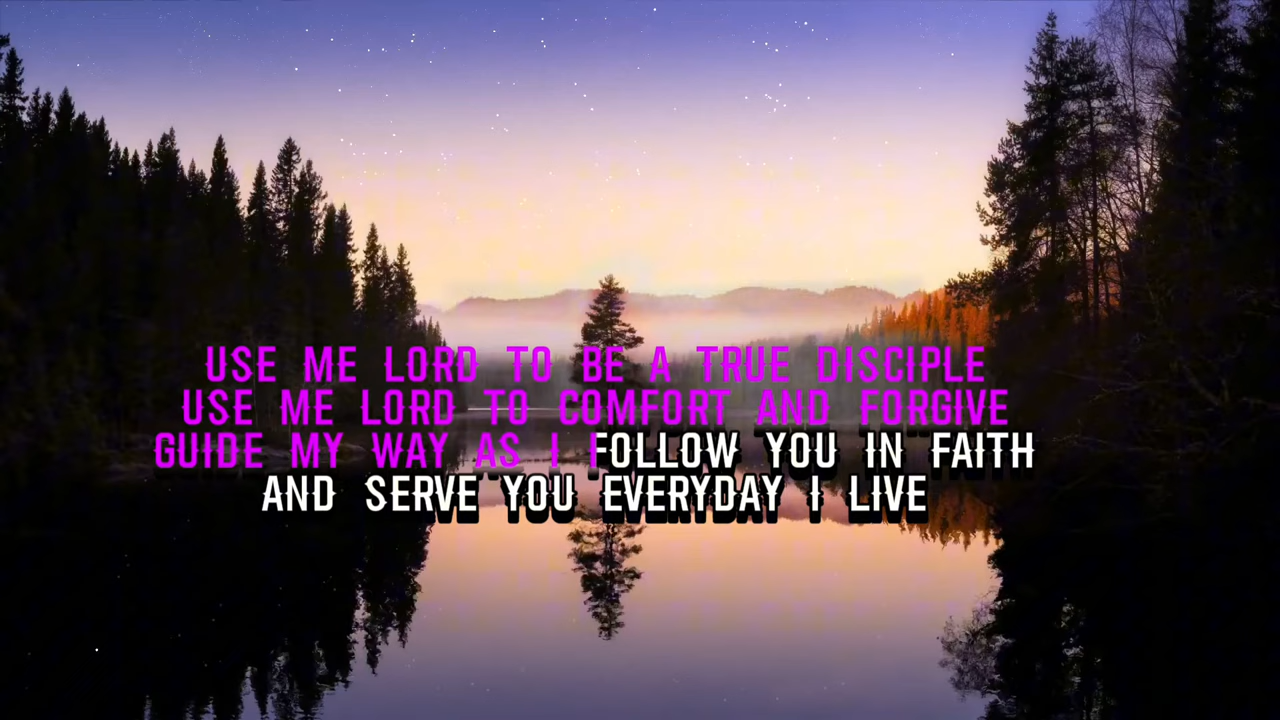 USE ME LORD TO BE A TRUE DISCIPLE
USE ME LORD TO COMFORT AND FORGIVE
GUIDE MY WAY AS I FOLLOW YOU IN FAITH
AND SERVE YOU EVERYDAY I LIVE